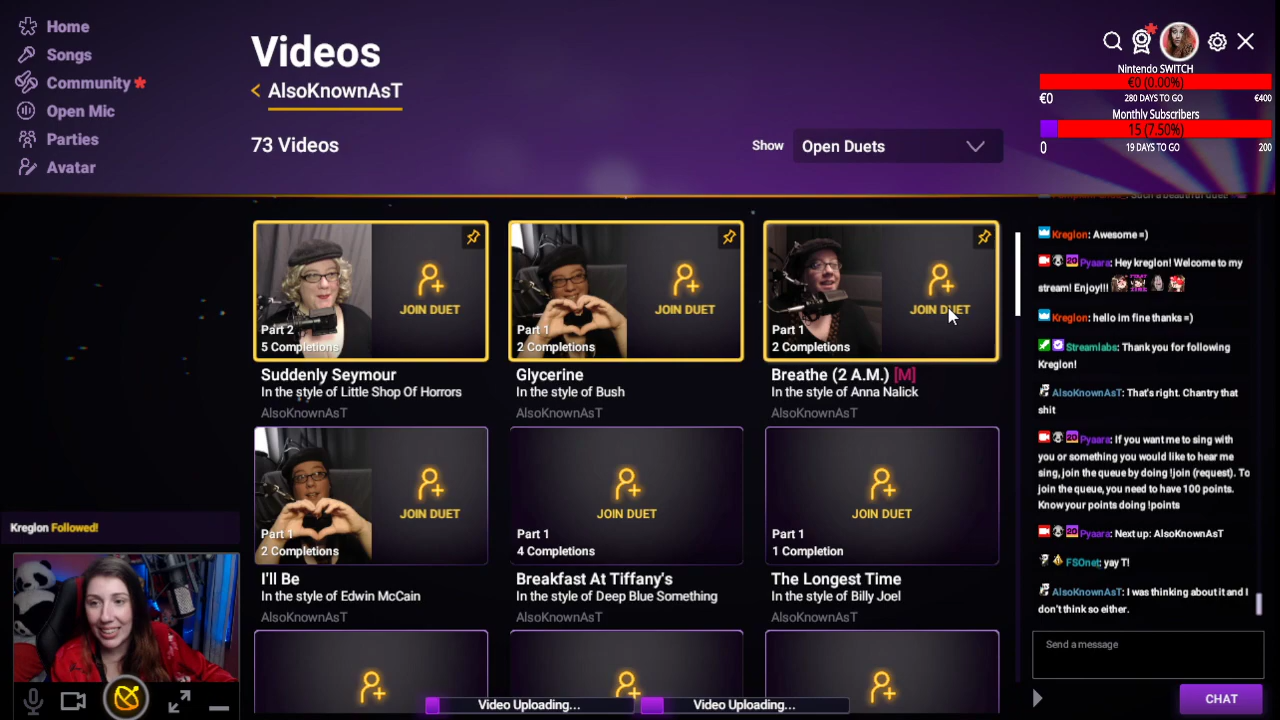 Home
Songs
Community
Open Mic
Parties
Avatar
Videos
AlsoKnownAsT
73 Videos
Show
Open Duets
Nintendo SWITCH
€0 (0.00%)
€0
280 DAYS TO GO
€400
Monthly Subscribers
15 (7.50%)
0
19 DAYS TO GO
200
JOIN DUET
Part 2
5 Completions
Suddenly Seymour
In the style of Little Shop Of Horrors
AlsoKnownAsT
JOIN DUET
Part 1
2 Completions
Glycerine
In the style of Bush
AlsoKnownAsT
JOIN DUET
Part 1
2 Completions
Breathe (2 A.M.) [M]
In the style of Anna Nalick
AlsoKnownAsT
JOIN DUET
Part 1
2 Completions
I'll Be
In the style of Edwin McCain
AlsoKnownAsT
JOIN DUET
Part 1
4 Completions
Breakfast At Tiffany's
In the style of Deep Blue Something
AlsoKnownAsT
JOIN DUET
Part 1
1 Completion
The Longest Time
In the style of Billy Joel
AlsoKnownAsT
Video Uploading...
Video Uploading...
Kreglon Followed!
Kreglon: Awesome =)
20 Pyaara: Hey kreglon! Welcome to my
stream! Enjoy!!!
Kreglon: hello im fine thanks =)
Streamlabs: Thank you for following
Kreglon!
AlsoKnownAsT: That's right. Chantry that
shit
20 Pyaara: If you want me to sing with
you or something you would like to hear me
sing, join the queue by doing !join (request). To
join the queue, you need to have 100 points.
Know your points doing !points
20 Pyaara: Next up: AlsoKnownAsT
FSOnet: yay T!
AlsoKnownAsT: I was thinking about it and I
don't think so either.
Send a message
CHAT